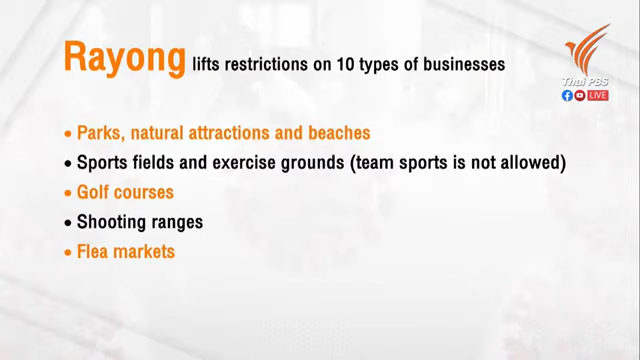 Rayong lifts restrictions on 10 types of businesses
Thai PBS
LIVE
• Parks, natural attractions and beaches
• Sports fields and exercise grounds (team sports is not allowed)
• Golf courses
• Shooting ranges
• Flea markets